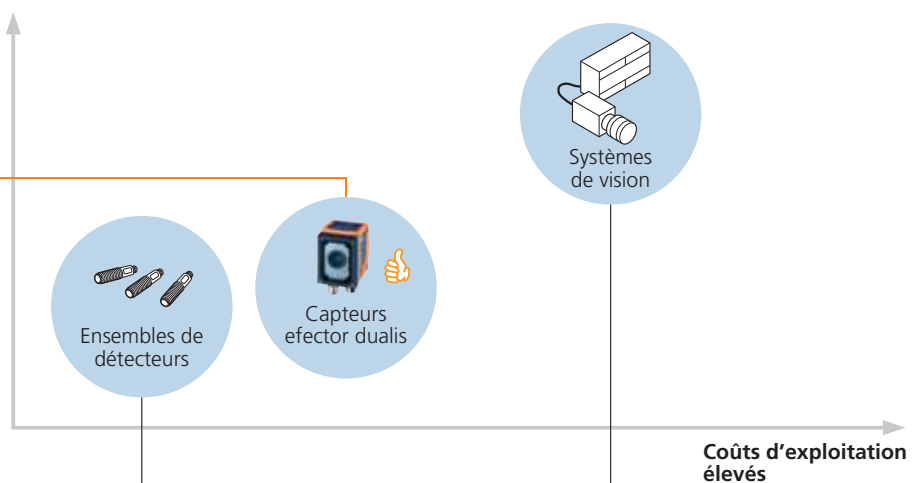 Systèmes
de vision
Capteurs
efector dualis
Ensembles de
détecteurs
Coûts d’exploitation
élevés